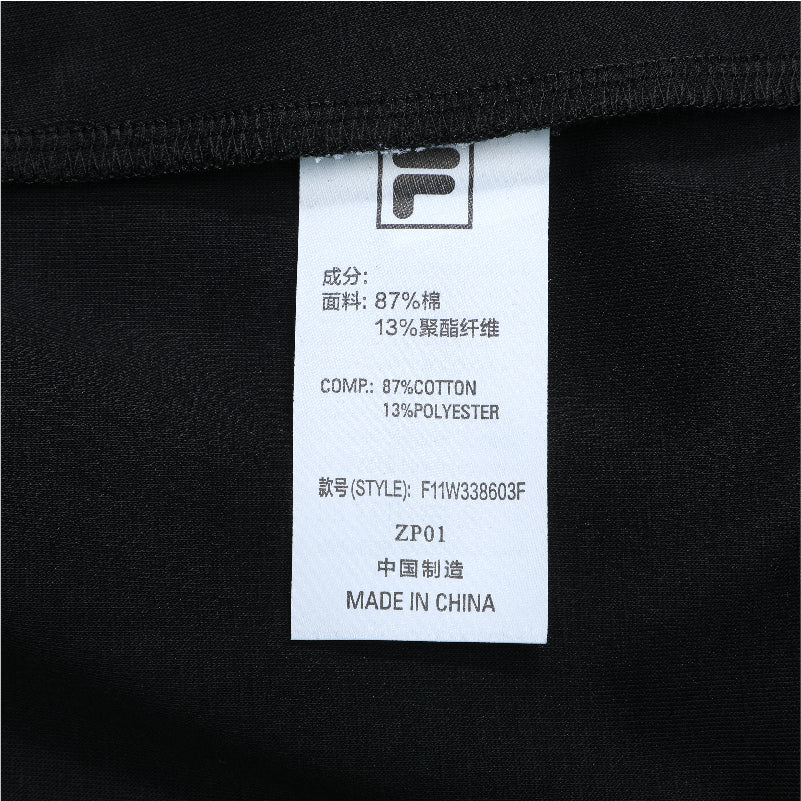 F
成分:
面料: 87%棉
13%聚酯纤维
COMP.: 87%COTTON
13%POLYESTER
款号(STYLE): F11W338603F
ZP01
中国制造
MADE IN CHINA